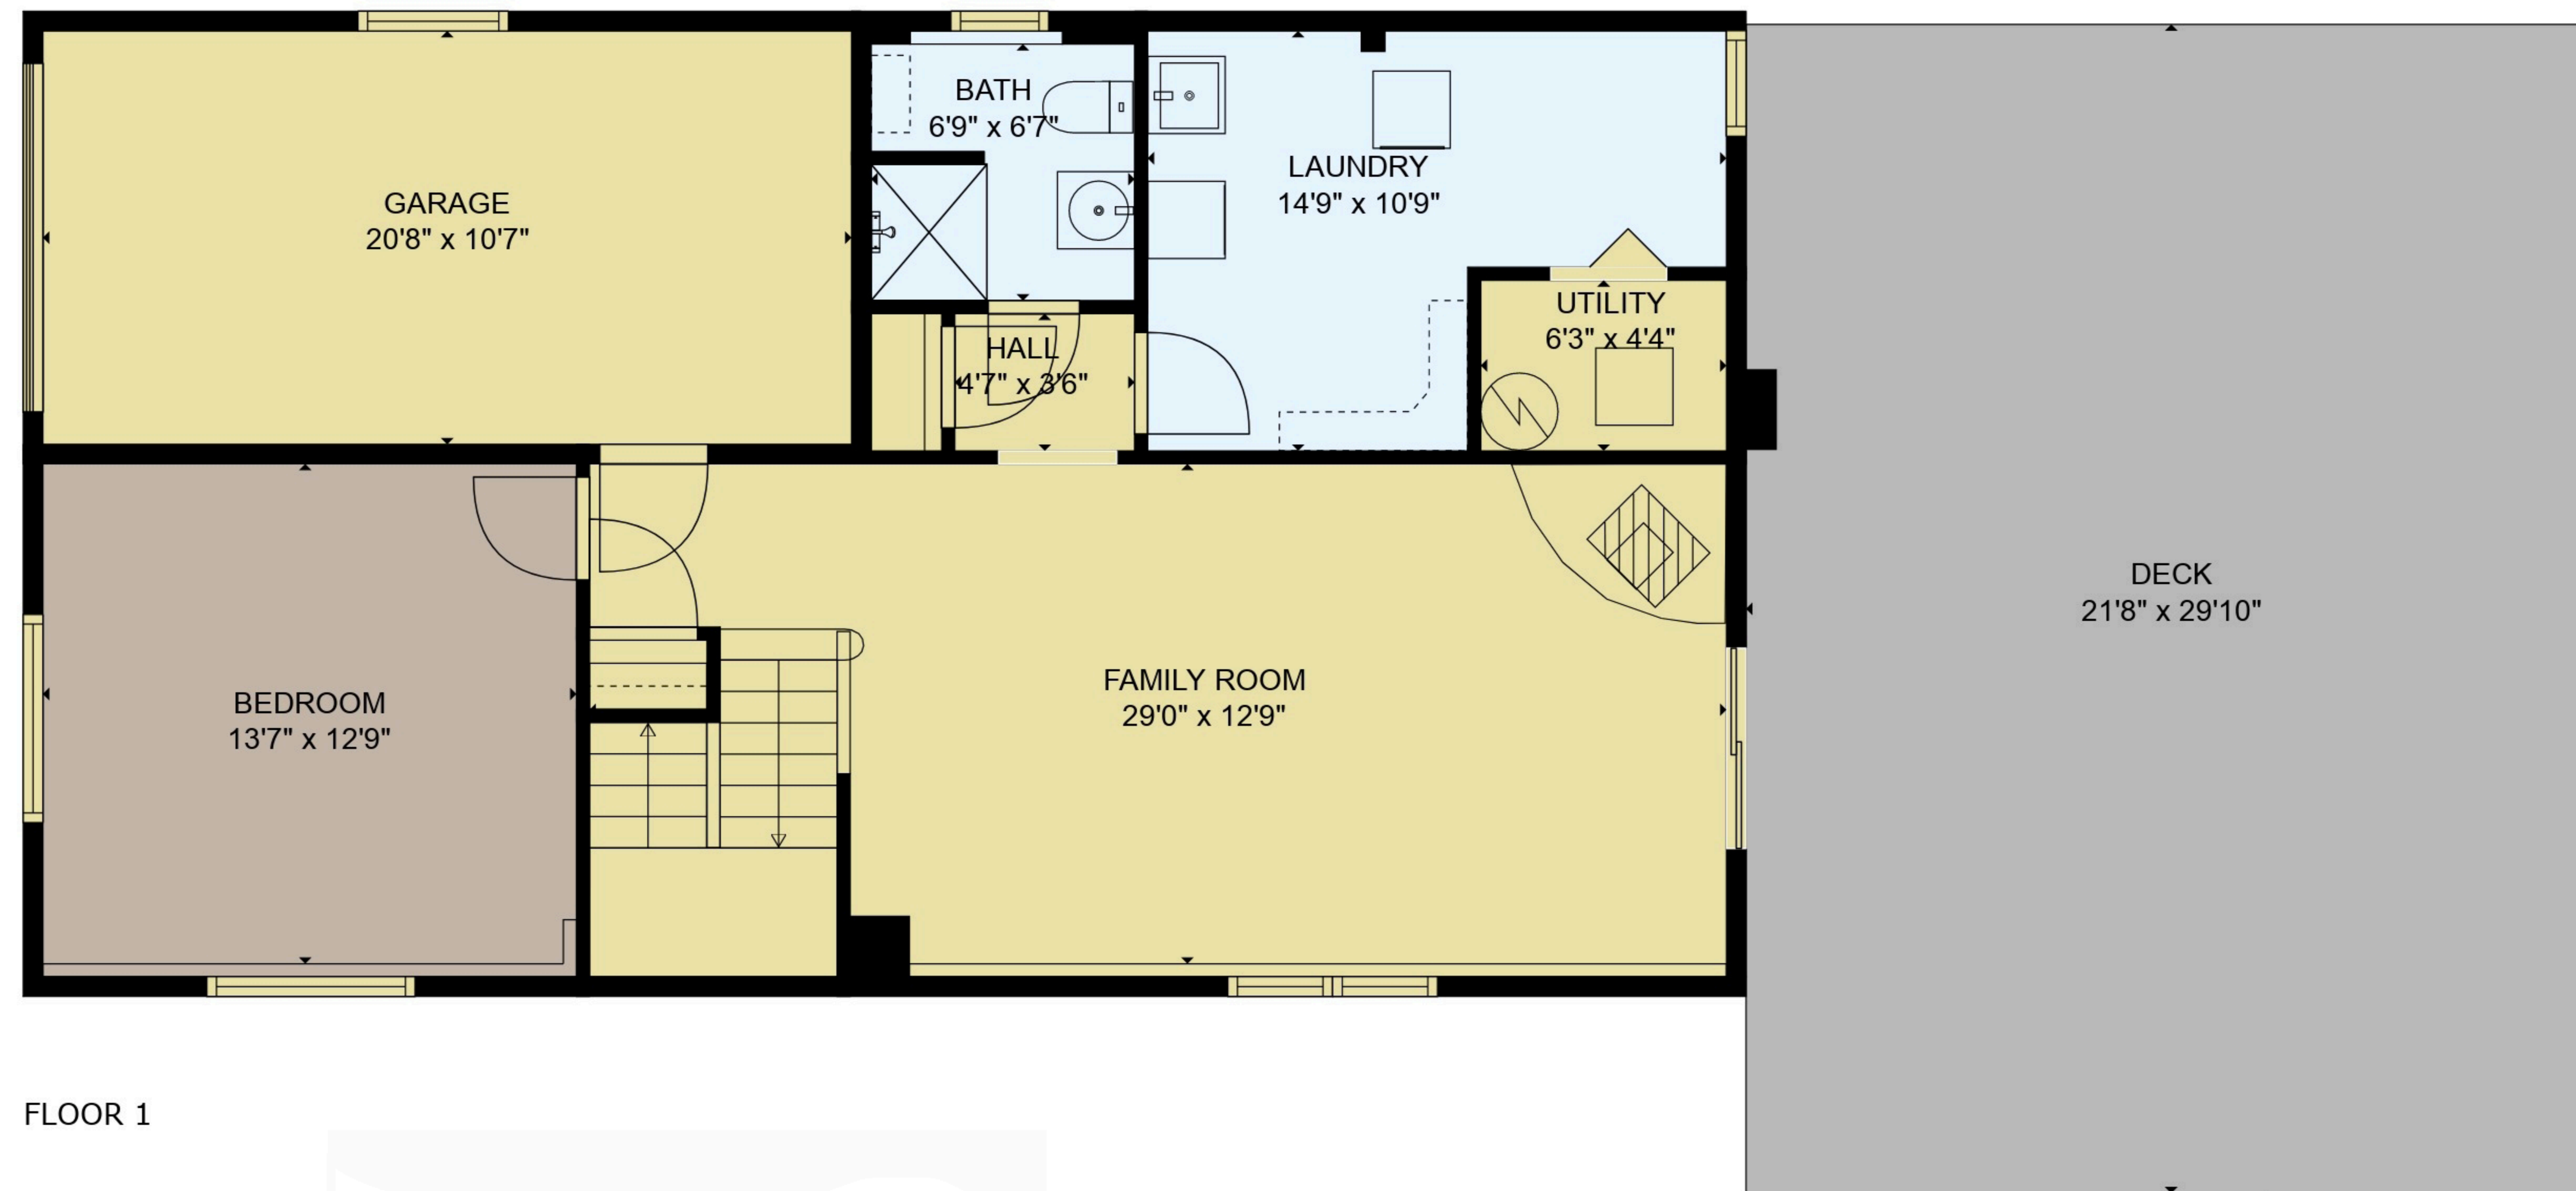 GARAGE
20'8" x 10'7"
BATH
6'9" x 6'7"
LAUNDRY
14'9" x 10'9"
UTILITY
6'3" x 4'4"
HALL
4'7" x 3'6"
BEDROOM
13'7" x 12'9"
FAMILY ROOM
29'0" x 12'9"
DECK
21'8" x 29'10"
FLOOR 1